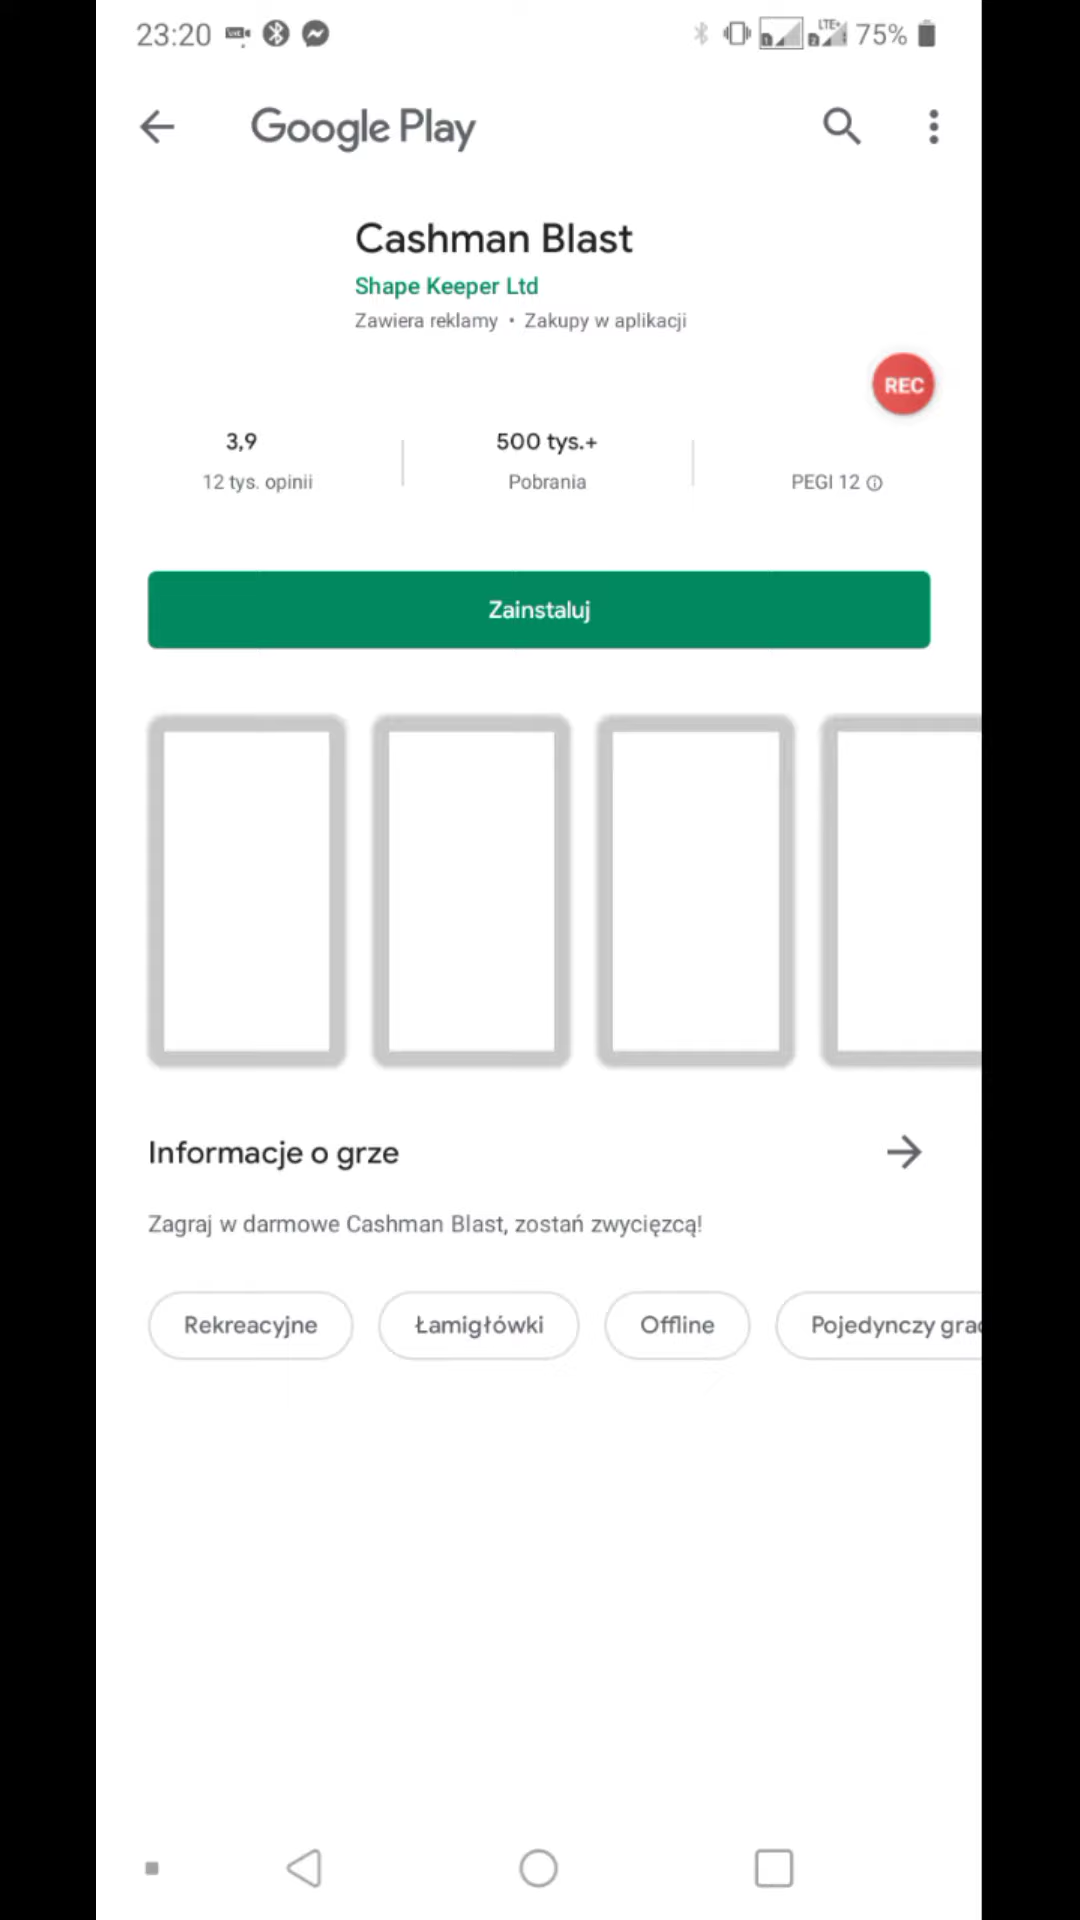 23:20
LTE+ 75%
Google Play
Cashman Blast
Shape Keeper Ltd
Zawiera reklamy • Zakupy w aplikacji
REC
3,9
12 tys. opinii
500 tys.+
Pobrania
PEGI 12
Zainstaluj
Informacje o grze
Zagraj w darmowe Cashman Blast, zostań zwycięzcą!
Rekreacyjne
Łamigłówki
Offline
Pojedynczy grac